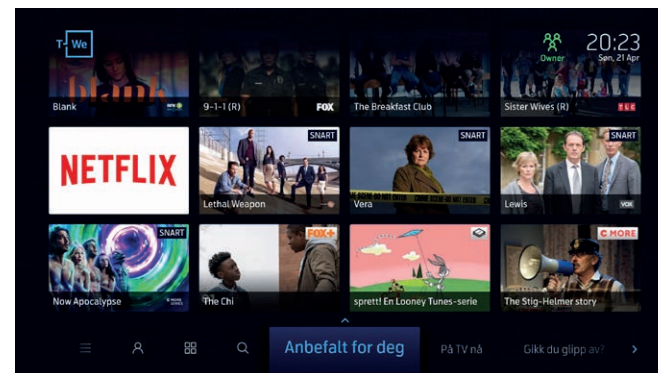 T-We
Owner
20:23
Søn, 21 Apr
blank
Blank
9-1-1 (R)
FOX
The Breakfast Club
Sister Wives (R)
TLC
NETFLIX
SNART
Lethal Weapon
SNART
Vera
SNART
Lewis
VOX
SNART
Now Apocalypse
FOX+
The Chi
sprett! En Looney Tunes-serie
C MORE
The Stig-Helmer story
Anbefalt for deg
På TV nå
Gikk du glipp av?